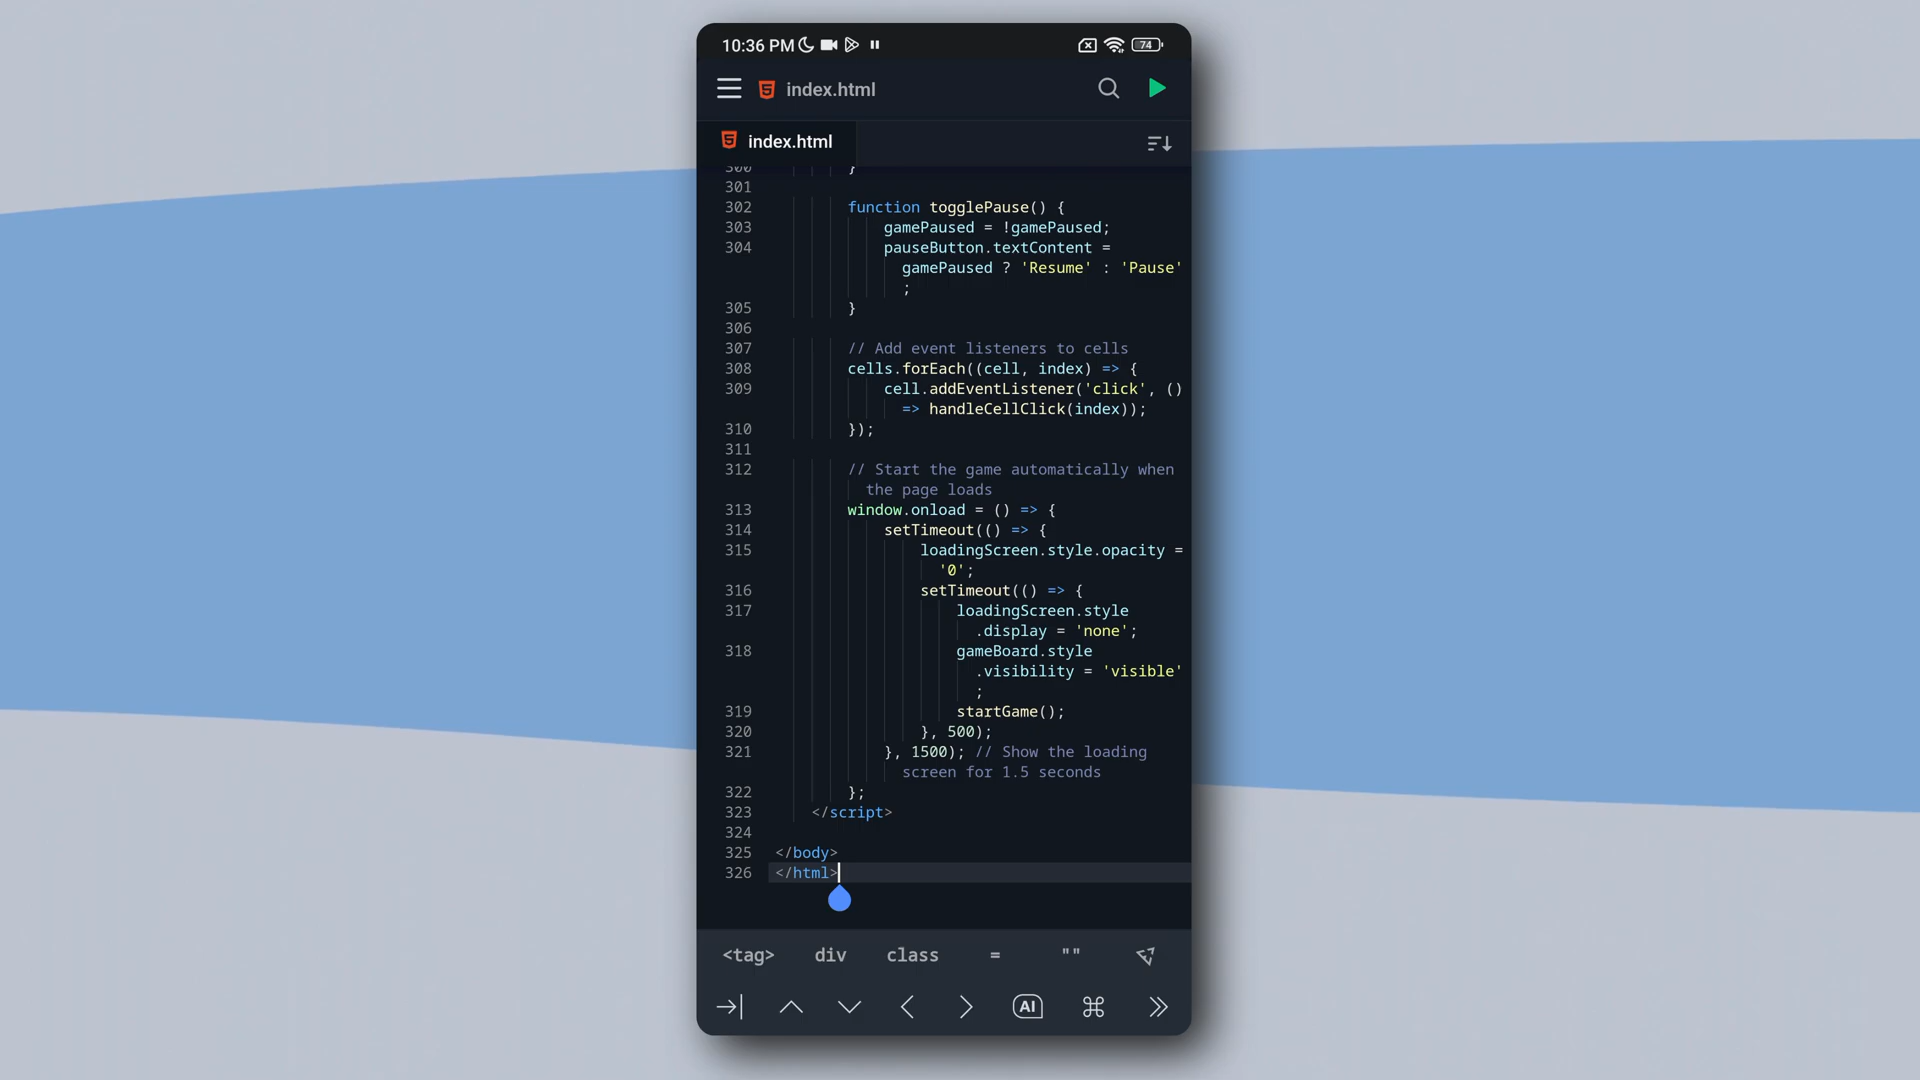 10:36 PM 74
index.html
index.html
300 }
301
302 function togglePause() {
303 gamePaused = !gamePaused;
304 pauseButton.textContent =
gamePaused ? 'Resume' : 'Pause'
;
305 }
306
307 // Add event listeners to cells
308 cells.forEach((cell, index) => {
309 cell.addEventListener('click', ()
=> handleCellClick(index));
310 });
311
312 // Start the game automatically when
the page loads
313 window.onload = () => {
314 setTimeout(() => {
315 loadingScreen.style.opacity =
'0';
316 setTimeout(() => {
317 loadingScreen.style
.display = 'none';
318 gameBoard.style
.visibility = 'visible'
;
319 startGame();
320 }, 500);
321 }, 1500); // Show the loading
screen for 1.5 seconds
322 };
323 </script>
324
325 </body>
326 </html>
<tag> div class = ""
AI